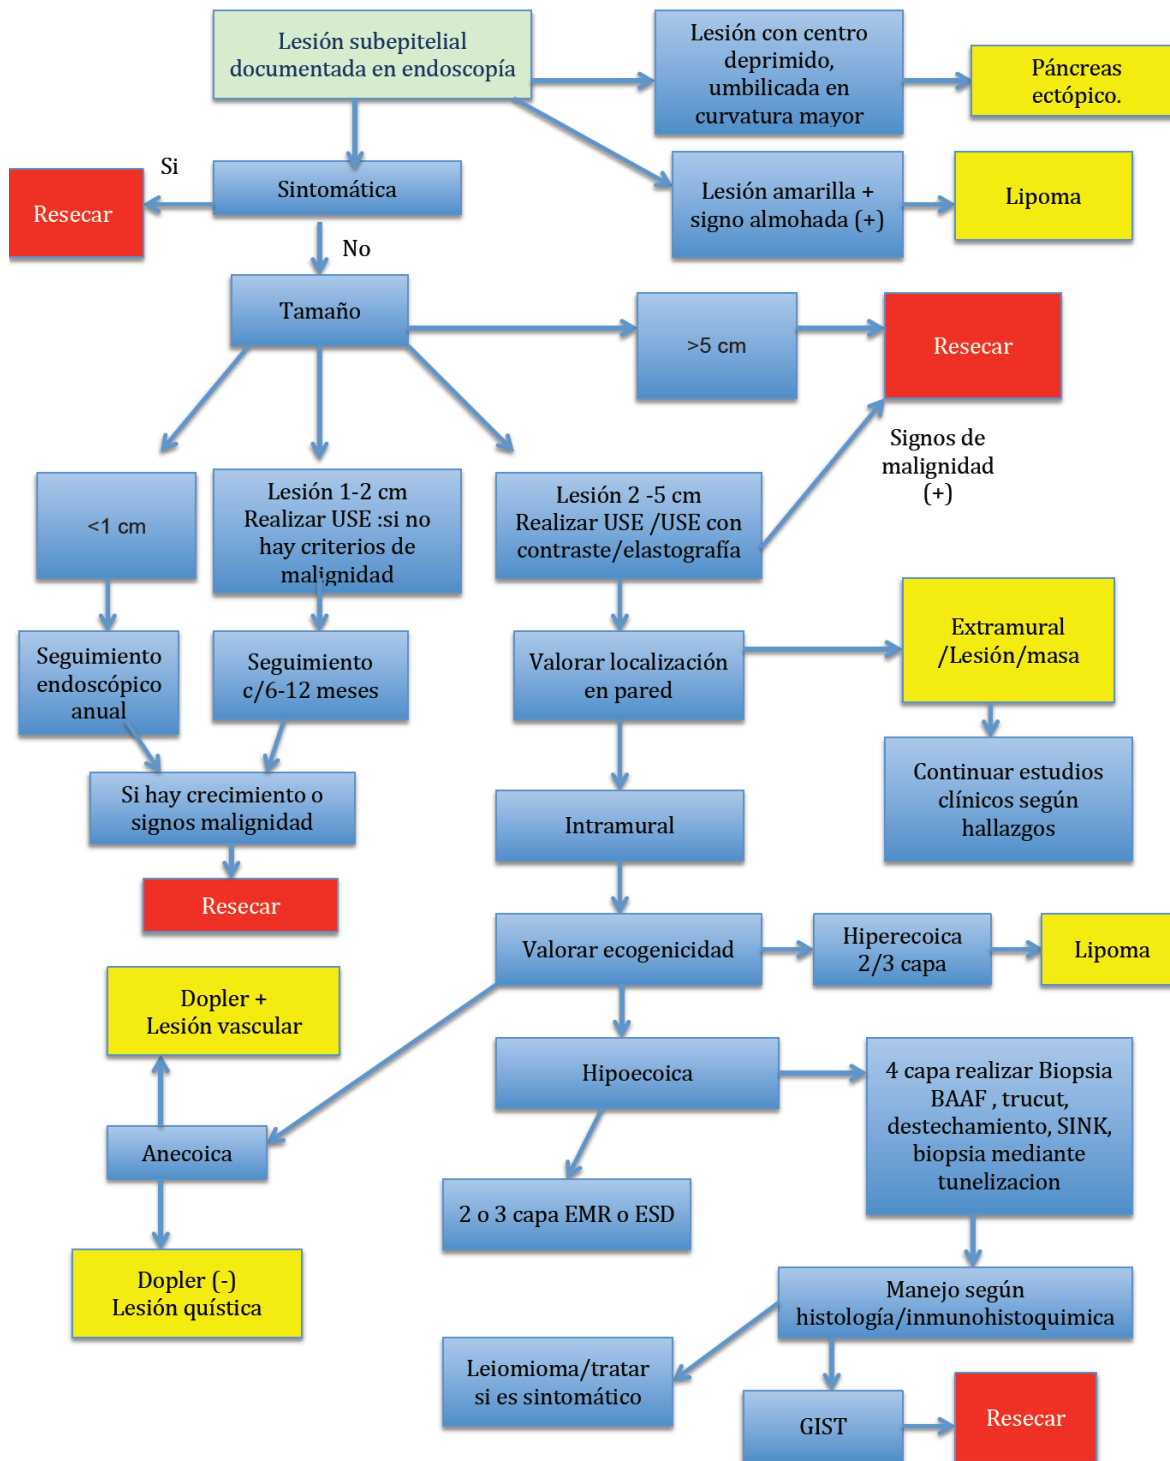 Lesión subepitelial
documentada en endoscopía
Lesión con centro
deprimido,
umbilicada en
curvatura mayor
Páncreas
ectópico.
Si
Resecar
Sintomática
Lesión amarilla +
signo almohada (+)
Lipoma
No
Tamaño
>5 cm
Resecar
Signos de
malignidad
(+)
<1 cm
Lesión 1-2 cm
Realizar USE :si no
hay criterios de
malignidad
Lesión 2 -5 cm
Realizar USE /USE con
contraste/elastografía
Seguimiento
endoscópico
anual
Seguimiento
c/6-12 meses
Valorar localización
en pared
Extramural
/Lesión/masa
Si hay crecimiento o
signos malignidad
Continuar estudios
clínicos según
hallazgos
Intramural
Resecar
Valorar ecogenicidad
Hiperecoica
2/3 capa
Lipoma
Dopler +
Lesión vascular
Hipoecoica
4 capa realizar Biopsia
BAAF , trucut,
destechamiento, SINK,
biopsia mediante
tunelizacion
Anecoica
2 o 3 capa EMR o ESD
Dopler (-)
Lesión quística
Manejo según
histología/inmunohistoquimica
Leiomioma/tratar
si es sintomático
GIST
Resecar